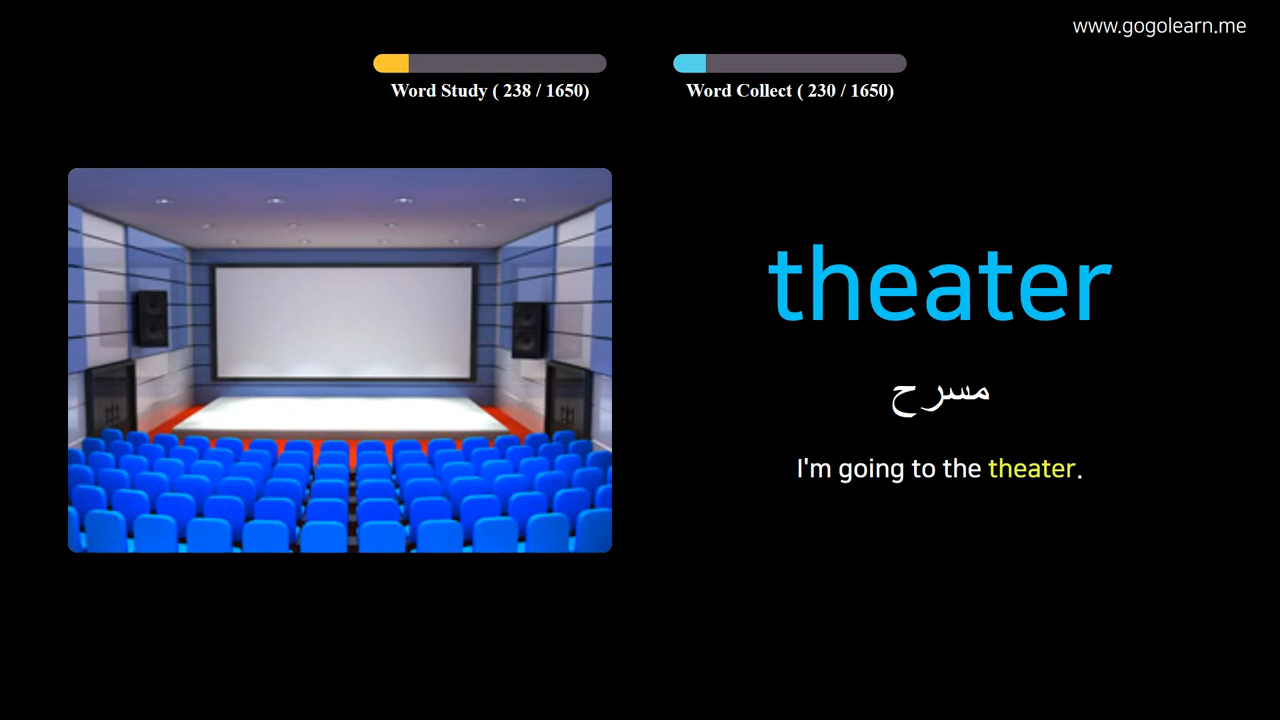 www.gogolearn.me
Word Study ( 238 / 1650)
Word Collect ( 230 / 1650)
theater
مسرح
I'm going to the theater.